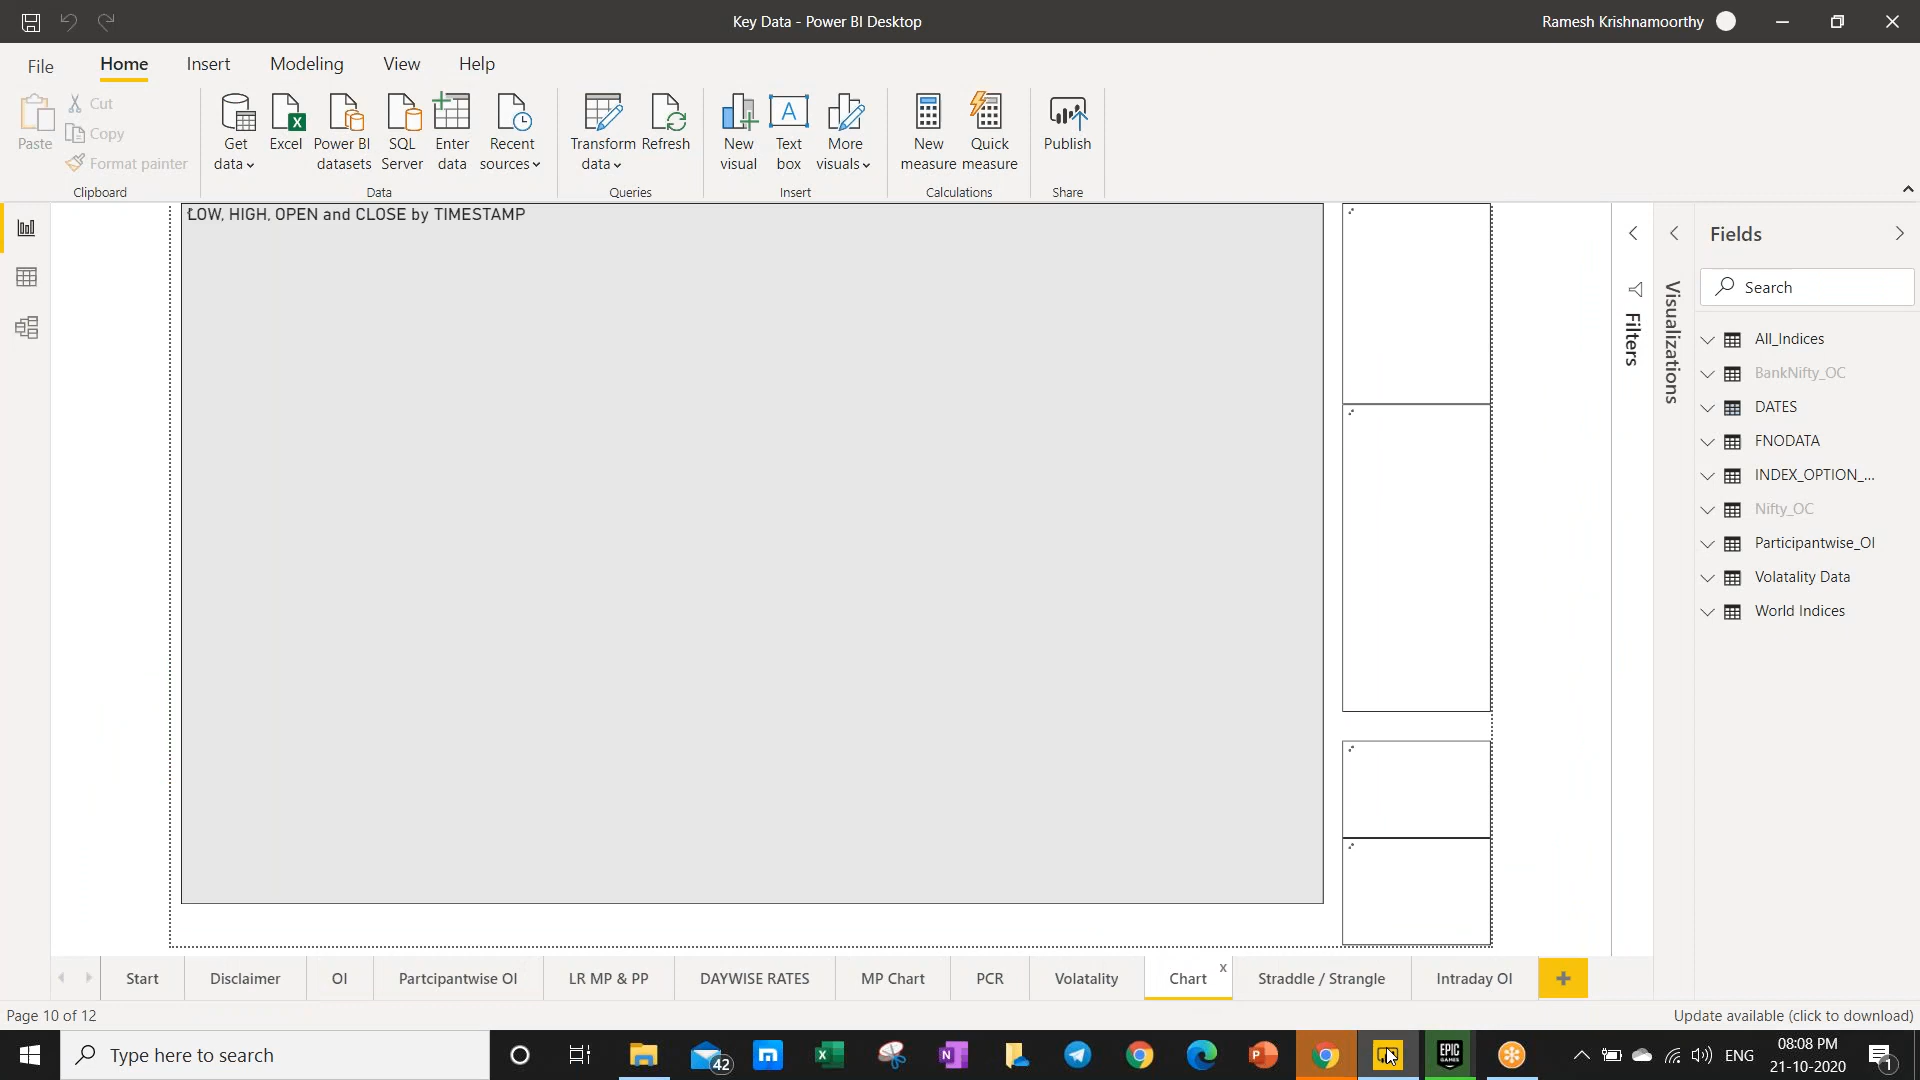 Key Data - Power BI Desktop
Ramesh Krishnamoorthy
File
Home
Insert
Modeling
View
Help
Paste
Cut
Copy
Format painter
Get data
Excel
Power BI datasets
SQL Server
Enter data
Recent sources
Transform data
Refresh
New visual
Text box
More visuals
New measure
Quick measure
Publish
Clipboard
Data
Queries
Insert
Calculations
Share
LOW, HIGH, OPEN and CLOSE by TIMESTAMP
Filters
Visualizations
Fields
Search
All_Indices
BankNifty_OC
DATES
FNODATA
INDEX_OPTION_...
Nifty_OC
Participantwise_OI
Volatality Data
World Indices
Start
Disclaimer
OI
Partcipantwise OI
LR MP & PP
DAYWISE RATES
MP Chart
PCR
Volatality
Chart
x
Straddle / Strangle
Intraday OI
Page 10 of 12
Update available (click to download)
Type here to search
42
EPIC GAMES
ENG
08:08 PM
21-10-2020
1